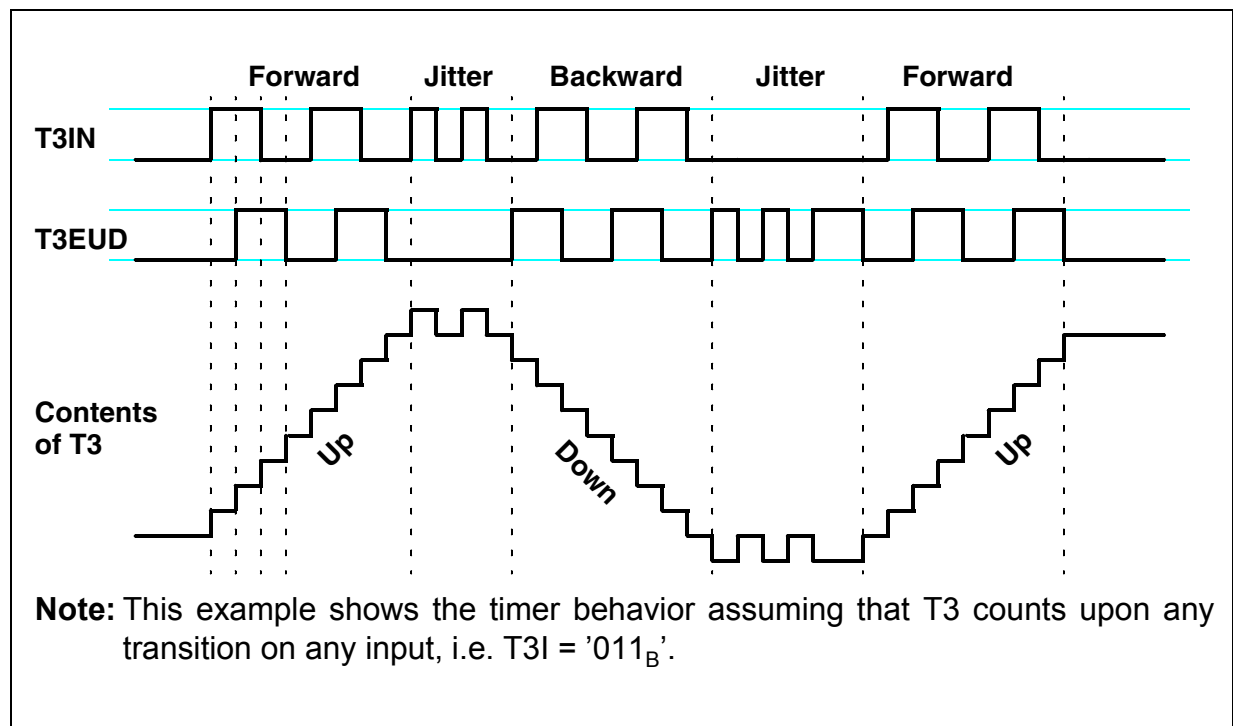 Forward Jitter Backward Jitter Forward
T3IN
T3EUD
Contents
of T3
Up
Down
Up
Note: This example shows the timer behavior assuming that T3 counts upon any
transition on any input, i.e. T3I = ’011B’.